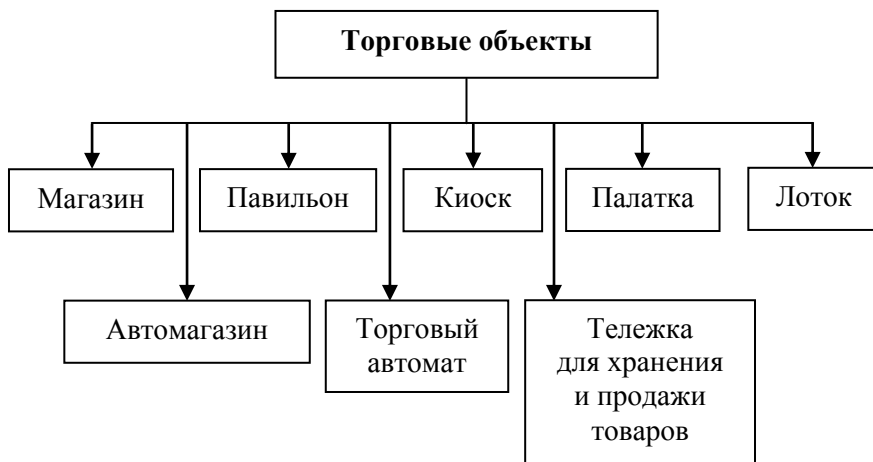 Торговые объекты
Магазин
Павильон
Киоск
Палатка
Лоток
Автомагазин
Торговый
автомат
Тележка
для хранения
и продажи
товаров